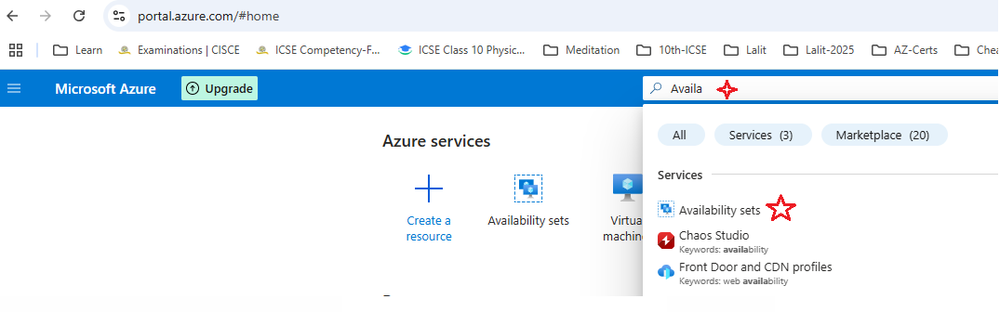 portal.azure.com/#home
Learn Examinations | CISCE ICSE Competency-F... ICSE Class 10 Physic... Meditation 10th-ICSE Lalit Lalit-2025 AZ-Certs Chea
Microsoft Azure Upgrade Availa
All Services (3) Marketplace (20)
Azure services
Services
Availability sets
Create a resource
Availability sets
Virtua
machin
Chaos Studio
Keywords: availability
Front Door and CDN profiles
Keywords: web availability